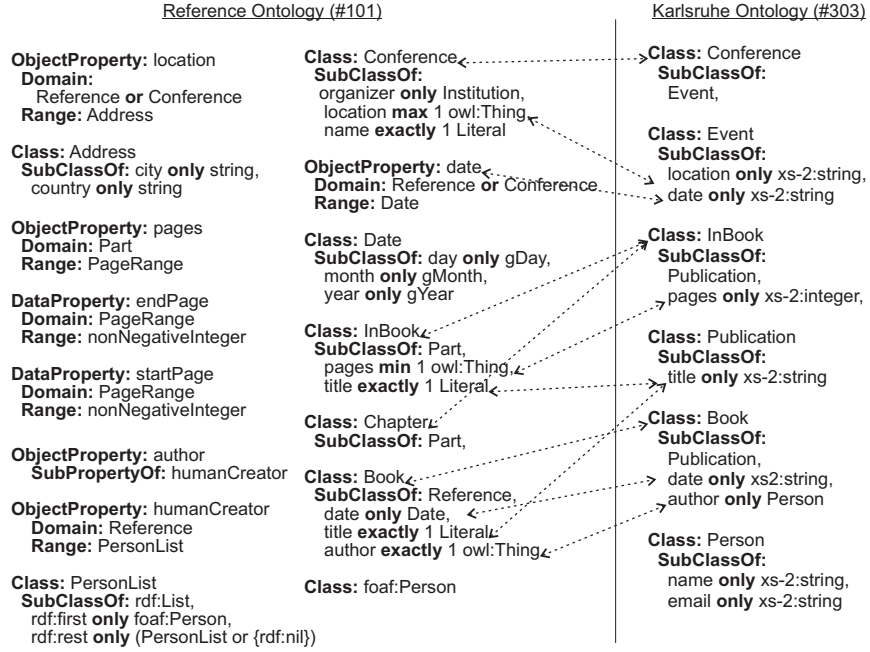 Reference Ontology (#101)
ObjectProperty: location
Domain:
Reference or Conference
Range: Address
Class: Address
SubClassOf: city only string,
country only string
ObjectProperty: pages
Domain: Part
Range: PageRange
DataProperty: endPage
Domain: PageRange
Range: nonNegativeInteger
DataProperty: startPage
Domain: PageRange
Range: nonNegativeInteger
ObjectProperty: author
SubPropertyOf: humanCreator
ObjectProperty: humanCreator
Domain: Reference
Range: PersonList
Class: PersonList
SubClassOf: rdf:List,
rdf:first only foaf:Person,
rdf:rest only (PersonList or {rdf:nil})
Class: Conference
SubClassOf:
organizer only Institution,
location max 1 owl:Thing,
name exactly 1 Literal
ObjectProperty: date
Domain: Reference or Conference
Range: Date
Class: Date
SubClassOf: day only gDay,
month only gMonth,
year only gYear
Class: InBook
SubClassOf: Part,
pages min 1 owl:Thing,
title exactly 1 Literal
Class: Chapter
SubClassOf: Part,
Class: Book
SubClassOf: Reference,
date only Date,
title exactly 1 Literal
author exactly 1 owl:Thing
Class: foaf:Person
Karlsruhe Ontology (#303)
Class: Conference
SubClassOf:
Event,
Class: Event
SubClassOf:
location only xs-2:string,
date only xs-2:string
Class: InBook
SubClassOf:
Publication,
pages only xs-2:integer,
Class: Publication
SubClassOf:
title only xs-2:string
Class: Book
SubClassOf:
Publication,
date only xs2:string,
author only Person
Class: Person
SubClassOf:
name only xs-2:string,
email only xs-2:string